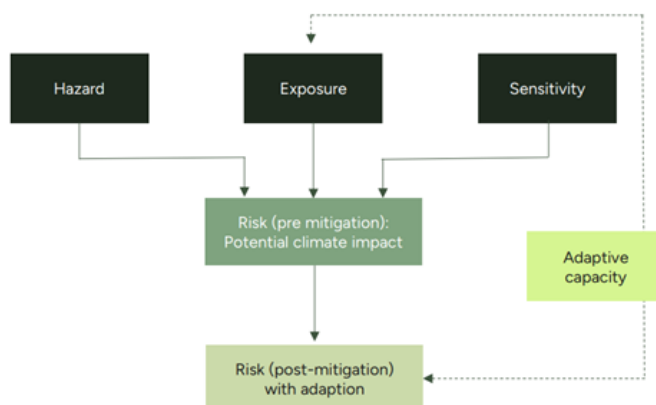 Hazard
Exposure
Sensitivity
Risk (pre mitigation):
Potential climate impact
Adaptive
capacity
Risk (post-mitigation)
with adaption